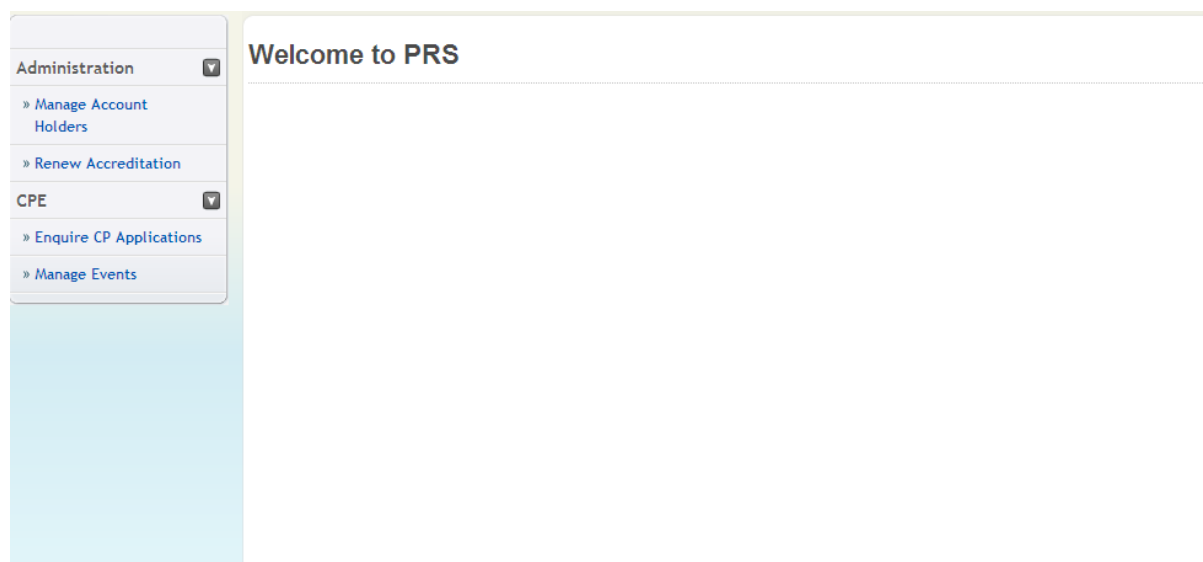 Welcome to PRS
Administration
» Manage Account
Holders
» Renew Accreditation
CPE
» Enquire CP Applications
» Manage Events